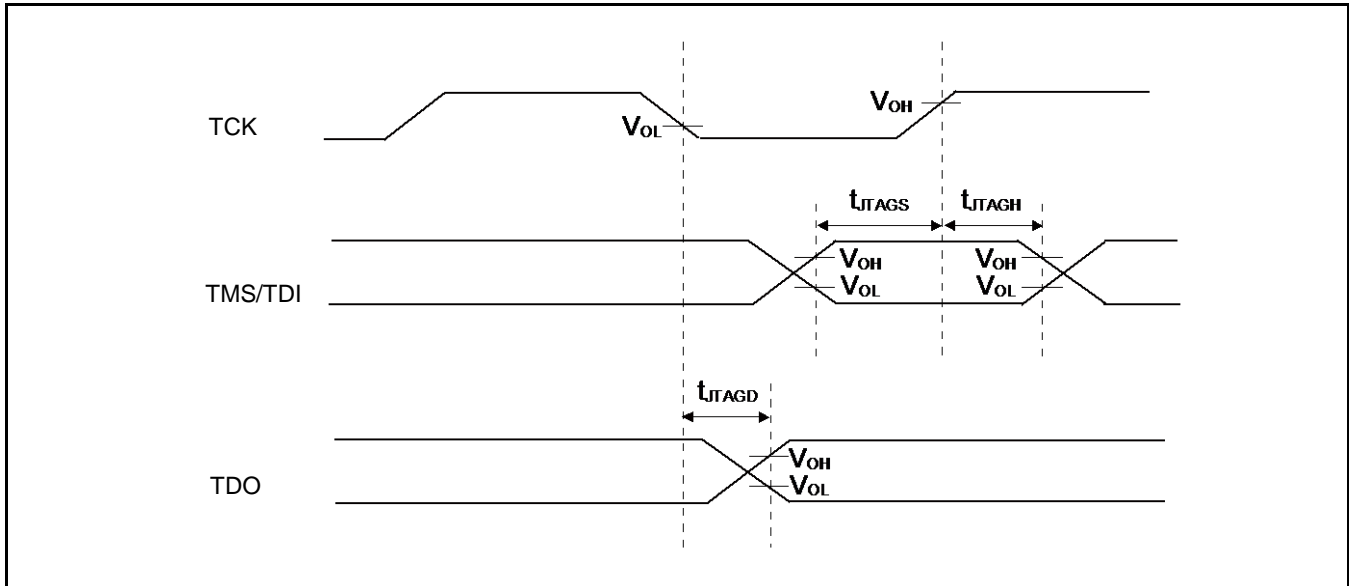 TCK
VOL
VOH
tJTAGS
tJTAGH
TMS/TDI
VOH
VOL
VOH
VOL
tJTAGD
TDO
VOH
VOL